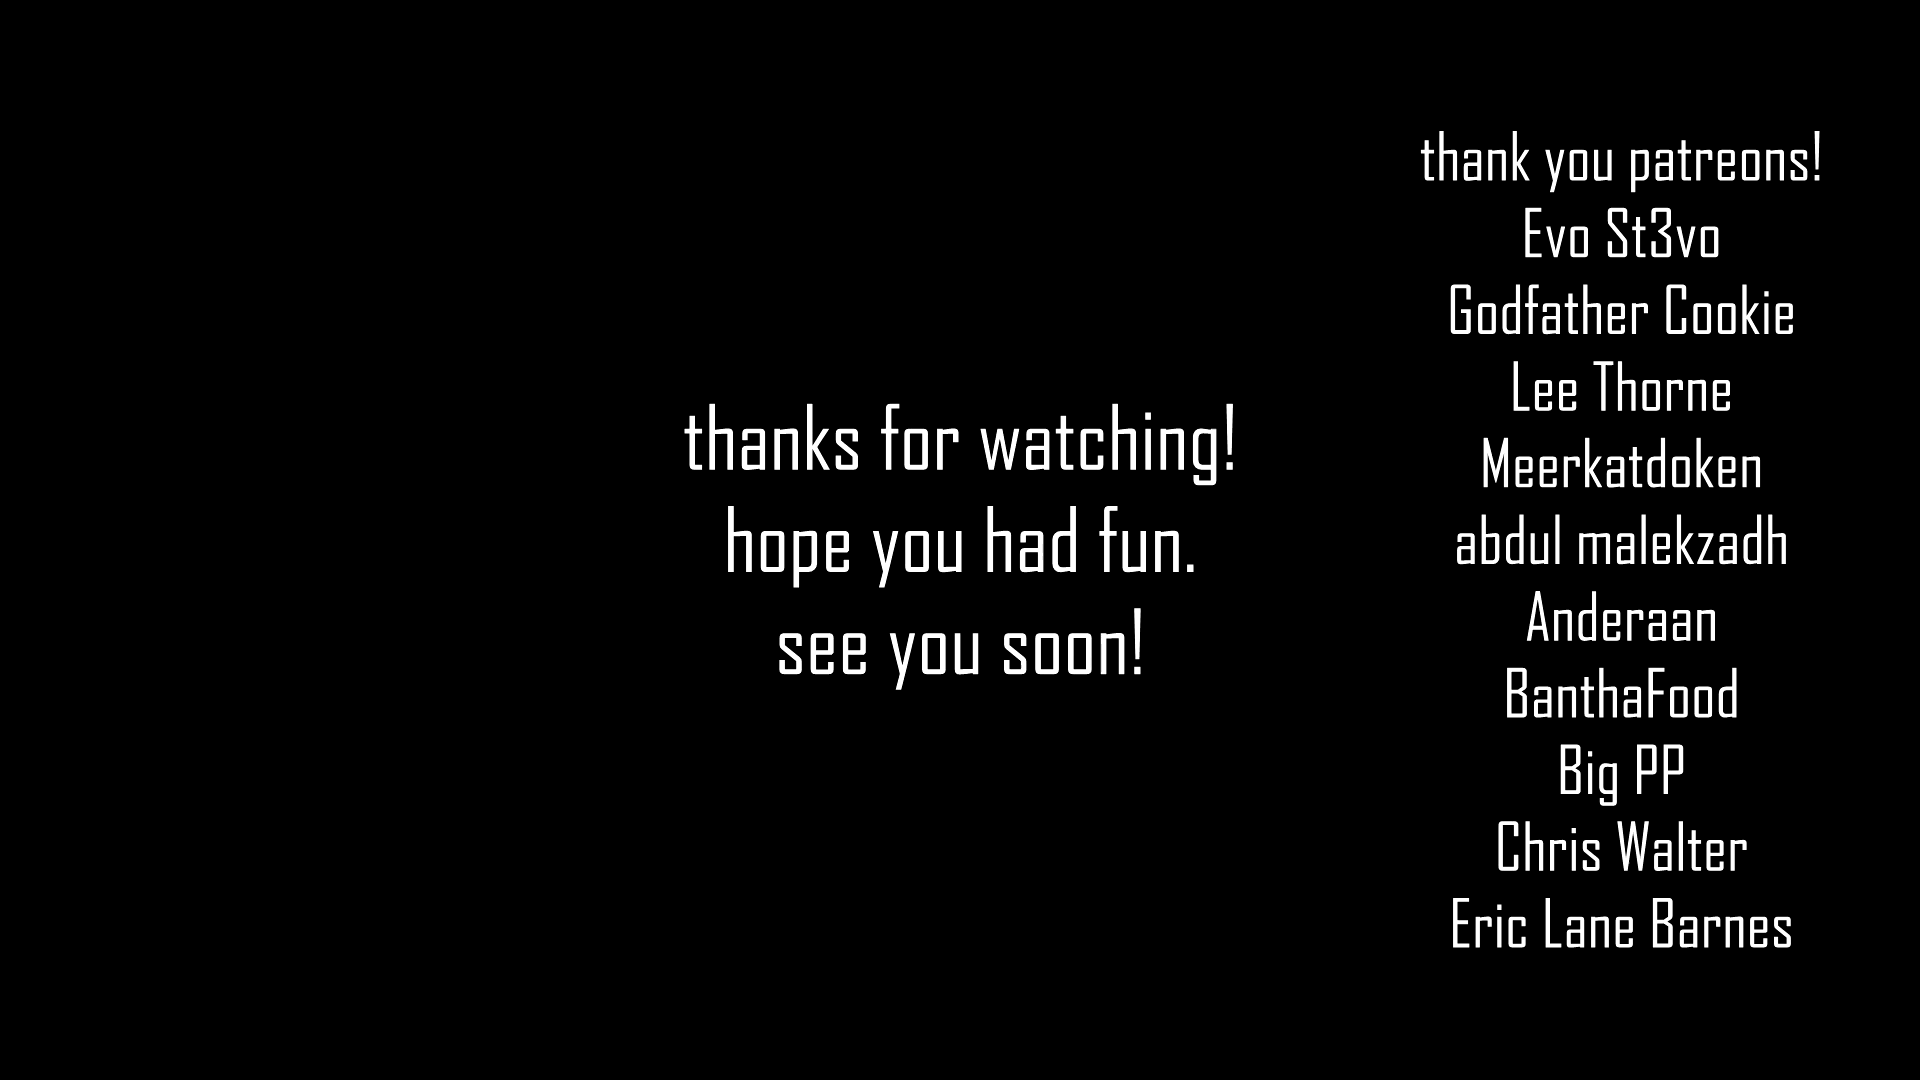 thanks for watching!
hope you had fun.
see you soon!
thank you patreons!
Evo St3vo
Godfather Cookie
Lee Thorne
Meerkatdoken
abdul malekzadh
Anderaan
BanthaFood
Big PP
Chris Walter
Eric Lane Barnes